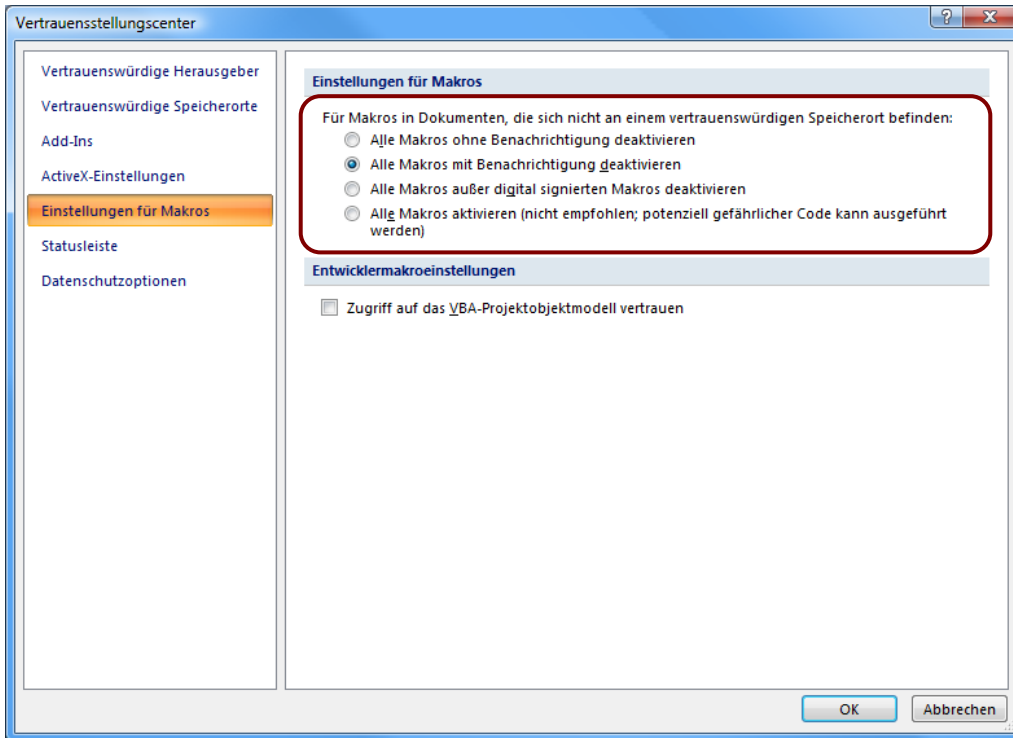 Vertrauensstellungscenter
?
X
Vertrauenswürdige Herausgeber
Vertrauenswürdige Speicherorte
Add-Ins
ActiveX-Einstellungen
Einstellungen für Makros
Statusleiste
Datenschutzoptionen
Einstellungen für Makros
Für Makros in Dokumenten, die sich nicht an einem vertrauenswürdigen Speicherort befinden:
Alle Makros ohne Benachrichtigung deaktivieren
Alle Makros mit Benachrichtigung deaktivieren
Alle Makros außer digital signierten Makros deaktivieren
Alle Makros aktivieren (nicht empfohlen; potenziell gefährlicher Code kann ausgeführt
werden)
Entwicklermakroeinstellungen
Zugriff auf das VBA-Projektobjektmodell vertrauen
OK
Abbrechen